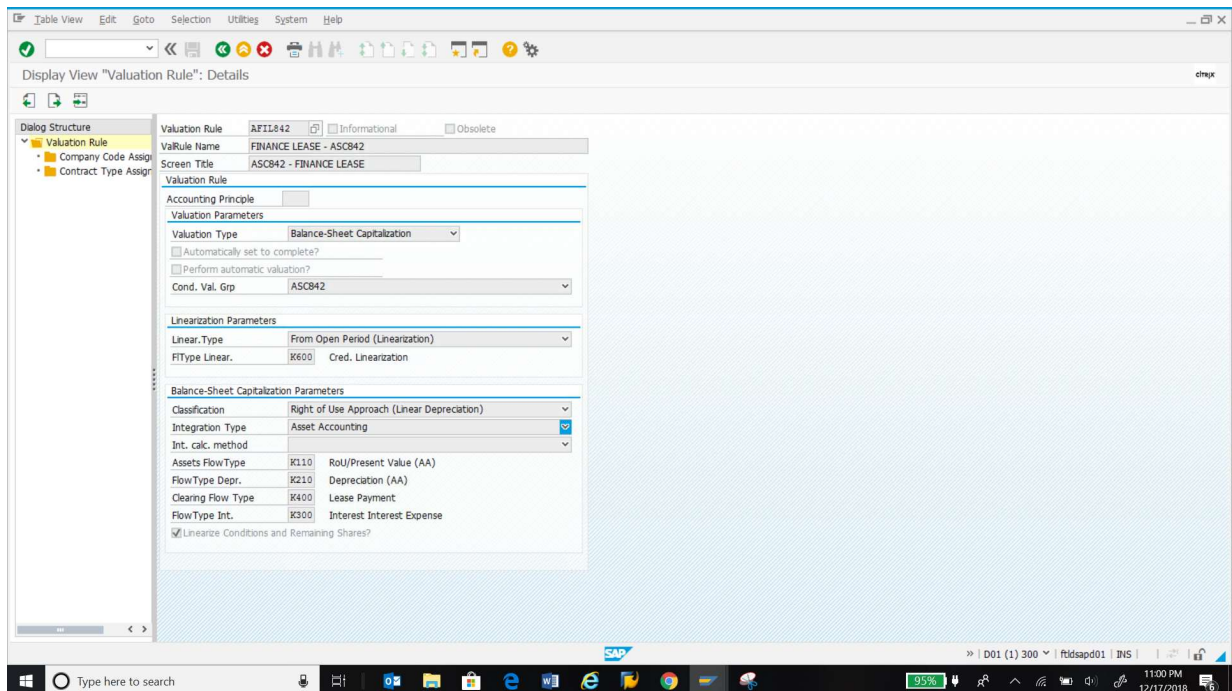 Table View Edit Goto Selection Utilities System Help
Display View "Valuation Rule": Details
citrix
Dialog Structure
Valuation Rule
Company Code Assig
Contract Type Assign
Valuation Rule AFIL842 Informational Obsolete
ValRule Name FINANCE LEASE - ASC842
Screen Title ASC842 - FINANCE LEASE
Valuation Rule
Accounting Principle
Valuation Parameters
Valuation Type Balance-Sheet Capitalization
Automatically set to complete?
Perform automatic valuation?
Cond. Val. Grp ASC842
Linearization Parameters
Linear.Type From Open Period (Linearization)
FlType Linear. K600 Cred. Linearization
Balance-Sheet Capitalization Parameters
Classification Right of Use Approach (Linear Depreciation)
Integration Type Asset Accounting
Int. calc. method
Assets FlowType K110 RoU/Present Value (AA)
FlowType Depr. K210 Depreciation (AA)
Clearing Flow Type K400 Lease Payment
FlowType Int. K300 Interest Interest Expense
Linearize Conditions and Remaining Shares?
SAP
D01 (1) 300 ftldsapd01 INS
Type here to search
95%
11:00 PM
12/17/2018
6